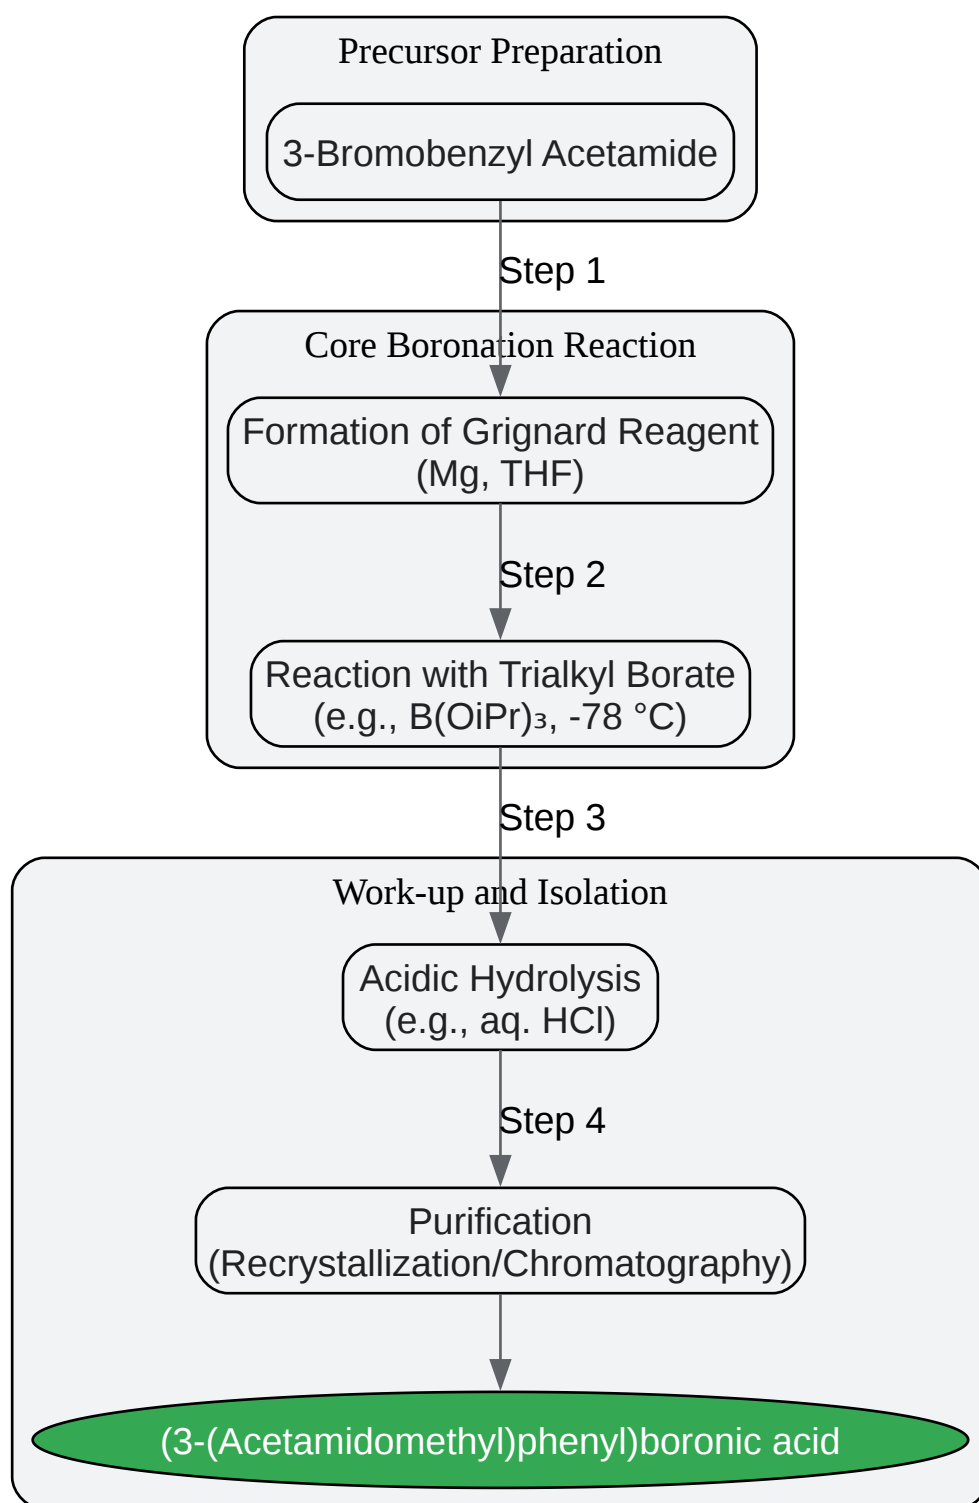 Precursor Preparation
3-Bromobenzyl Acetamide
Step 1
Core Boronation Reaction
Formation of Grignard Reagent
(Mg, THF)
Step 2
Reaction with Trialkyl Borate
(e.g., B(OiPr)₃, -78 °C)
Step 3
Work-up and Isolation
Acidic Hydrolysis
(e.g., aq. HCl)
Step 4
Purification
(Recrystallization/Chromatography)
(3-(Acetamidomethyl)phenyl)boronic acid